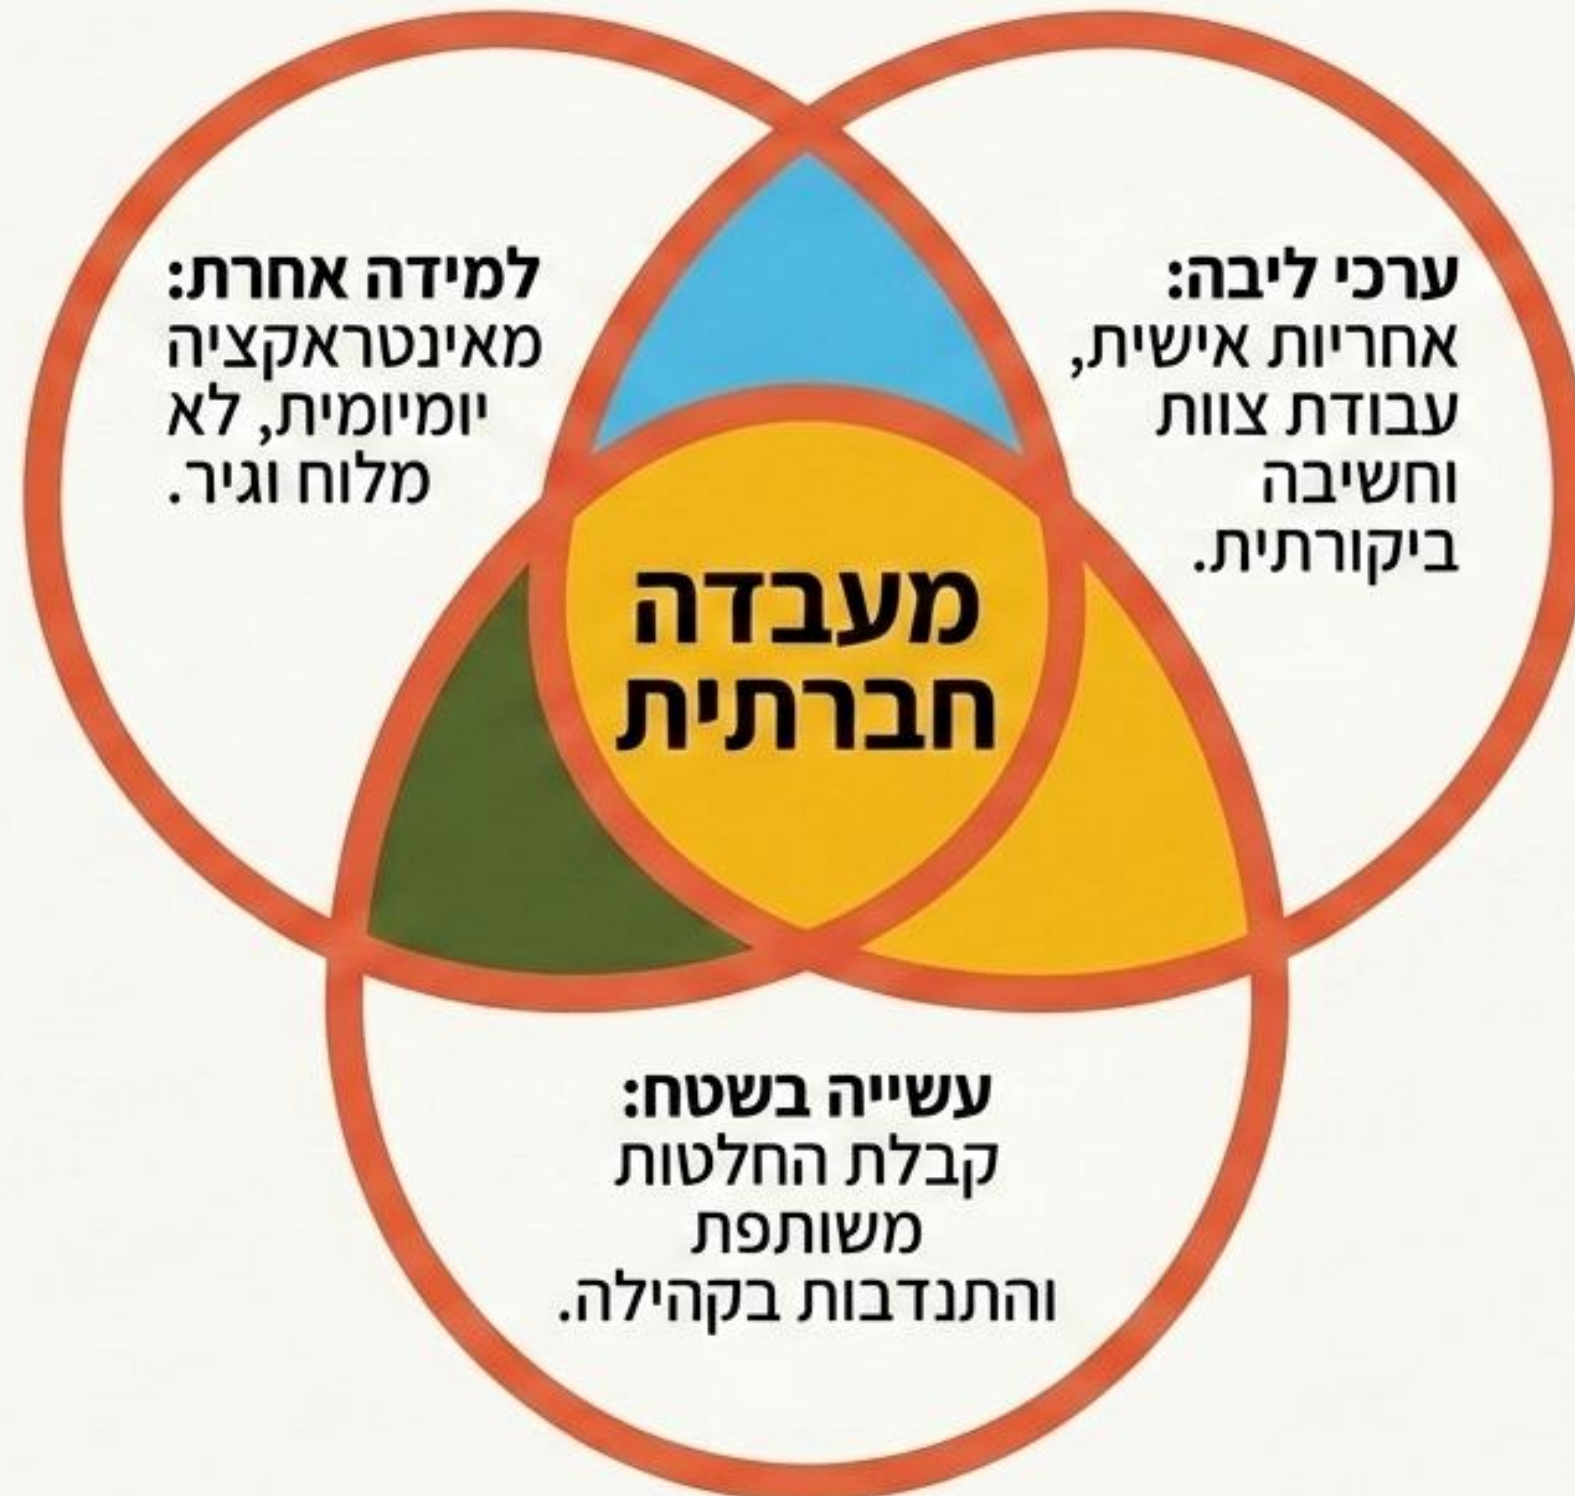 ערכי ליבה:
אחריות אישית,
עבודת צוות
וחשיבה
ביקורתית.
למידה אחרת:
מאינטראקציה
יומיומית, לא
מלוח וגיר.
מעבדה
חברתית
עשייה בשטח:
קבלת החלטות
משותפת
והתנדבות בקהילה.